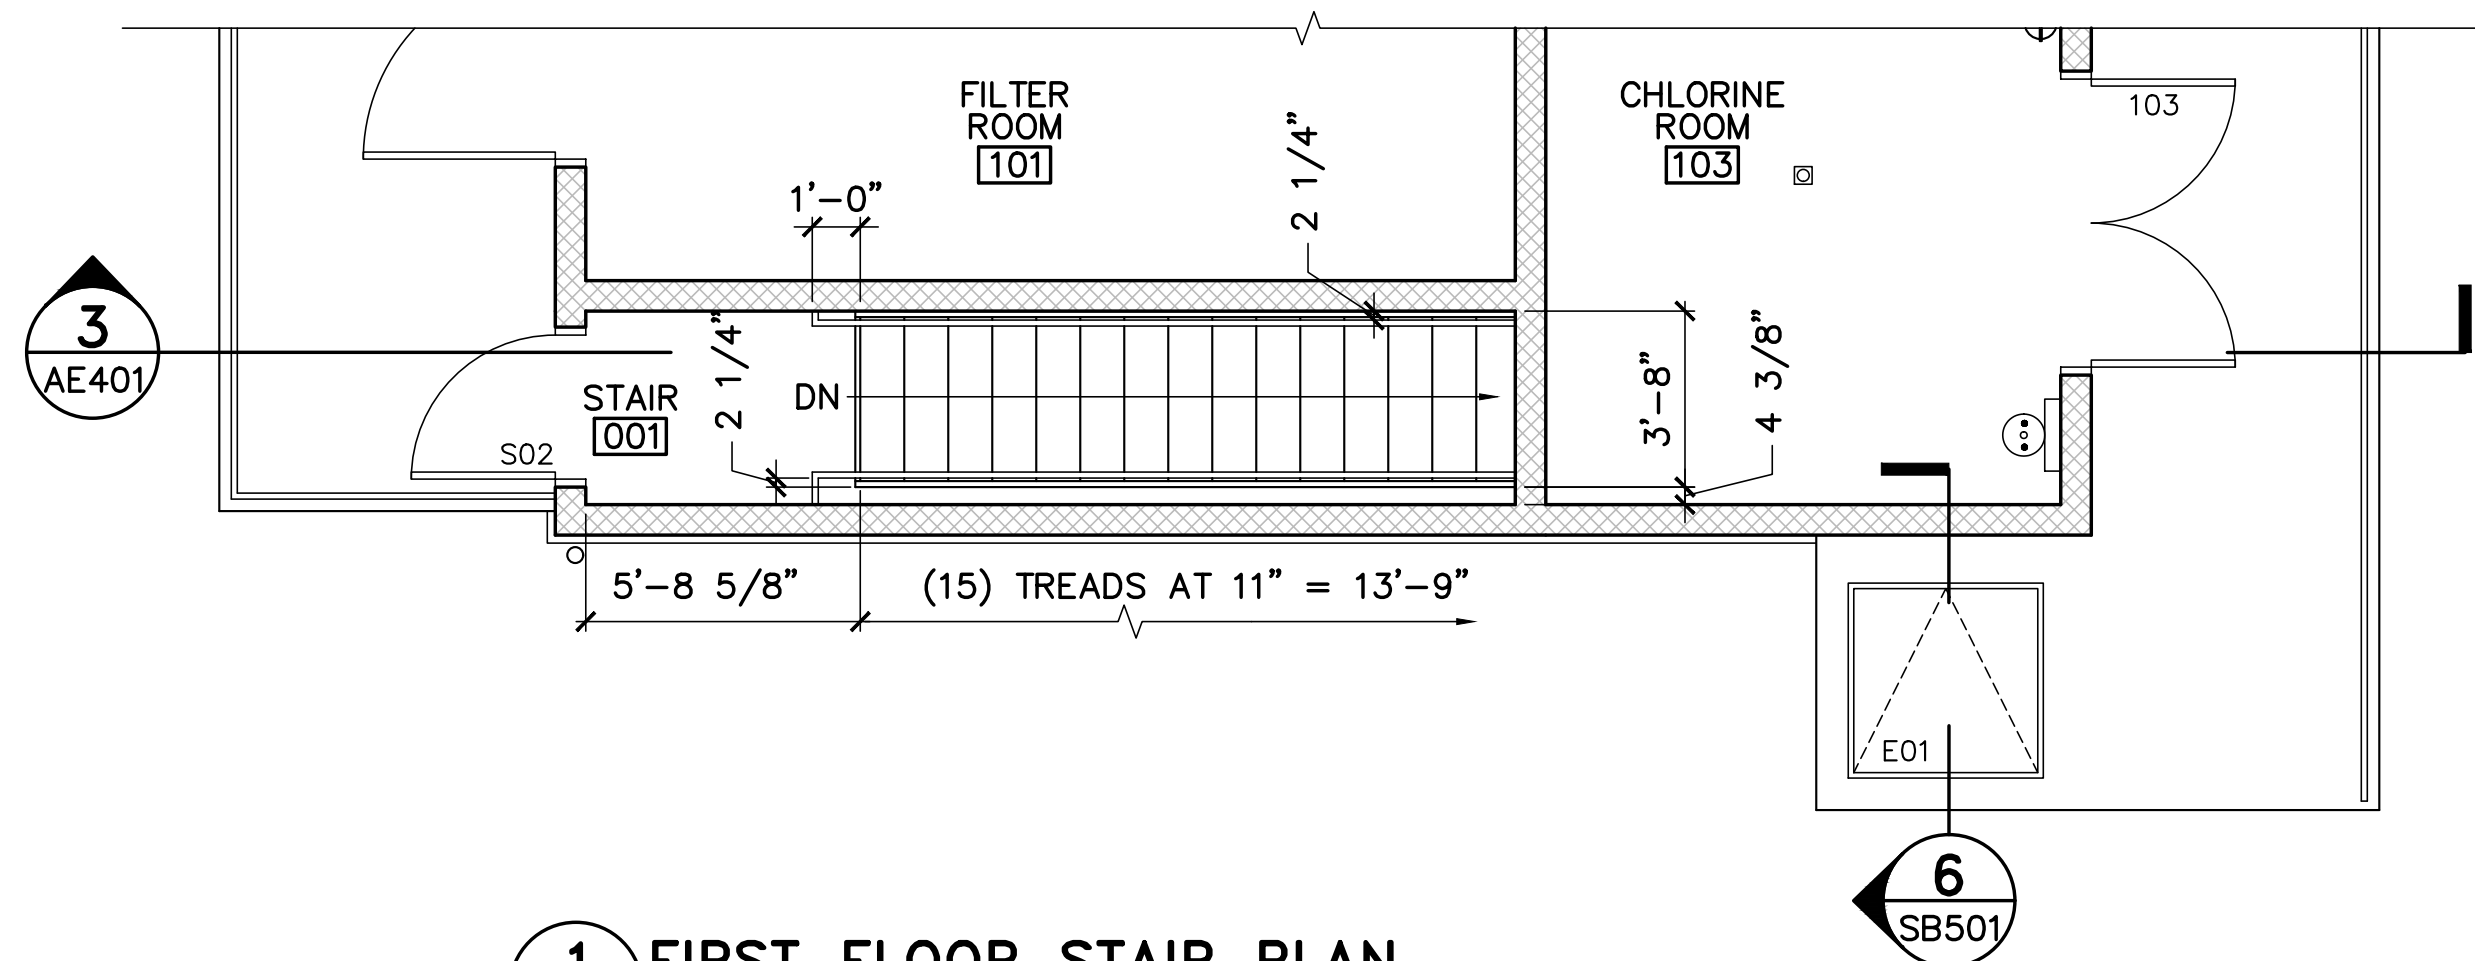 FILTER
ROOM
101
CHLORINE
ROOM
103
103
1'-0"
2 1/4"
3
AE401
STAIR
001
S02
2 1/4"
DN
3'-8"
4 3/8"
5'-8 5/8"
(15) TREADS AT 11" = 13'-9"
E01
6
SB501
1
FIRST FLOOR STAIR PLAN